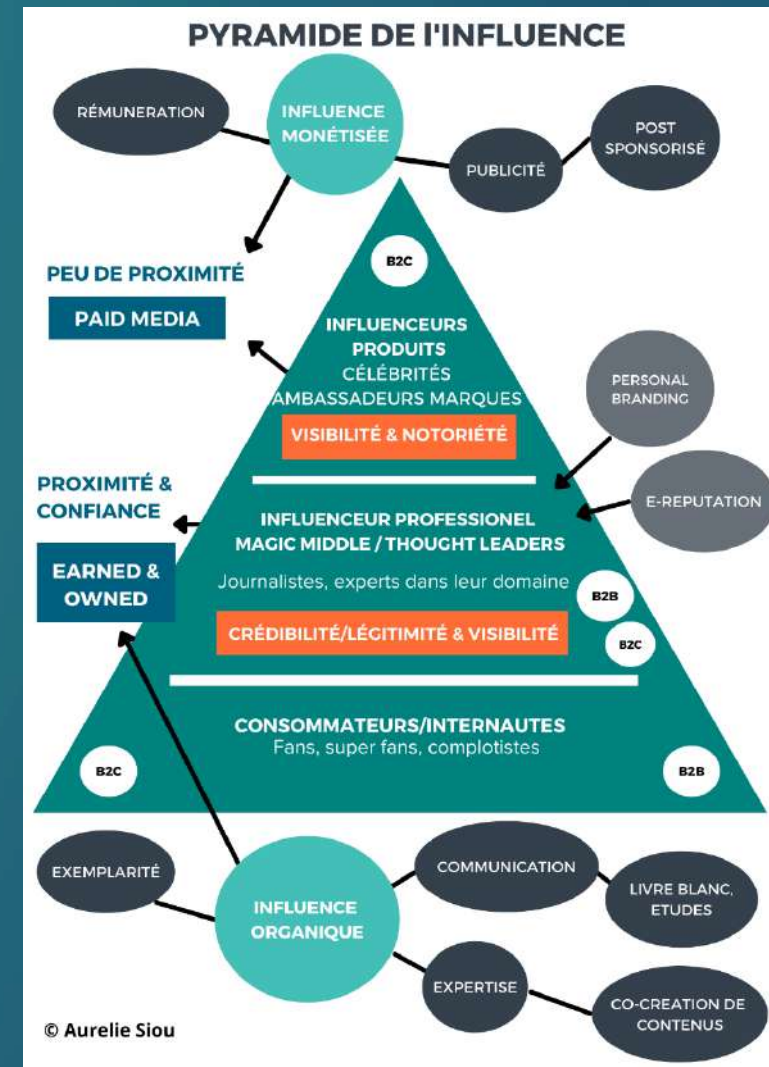 PYRAMIDE DE l'INFLUENCE
RÉMUNERATION
INFLUENCE
MONÉTISÉE
PUBLICITÉ
POST
SPONSORISÉ
PEU DE PROXIMITÉ
PAID MEDIA
B2C
INFLUENCEURS
PRODUITS
CÉLÉBRITÉS
AMBASSADEURS MARQUES
VISIBILITÉ & NOTORIÉTÉ
PERSONAL
BRANDING
E-REPUTATION
PROXIMITÉ &
CONFIANCE
EARNED &
OWNED
INFLUENCEUR PROFESSIONEL
MAGIC MIDDLE / THOUGHT LEADERS
Journalistes, experts dans leur domaine
B2B
CRÉDIBILITÉ/LÉGITIMITÉ & VISIBILITÉ
B2C
CONSOMMATEURS/INTERNAUTES
Fans, super fans, complotistes
B2C
B2B
EXEMPLARITÉ
INFLUENCE
ORGANIQUE
COMMUNICATION
LIVRE BLANC,
ETUDES
EXPERTISE
CO-CREATION DE
CONTENUS
© Aurelie Siou